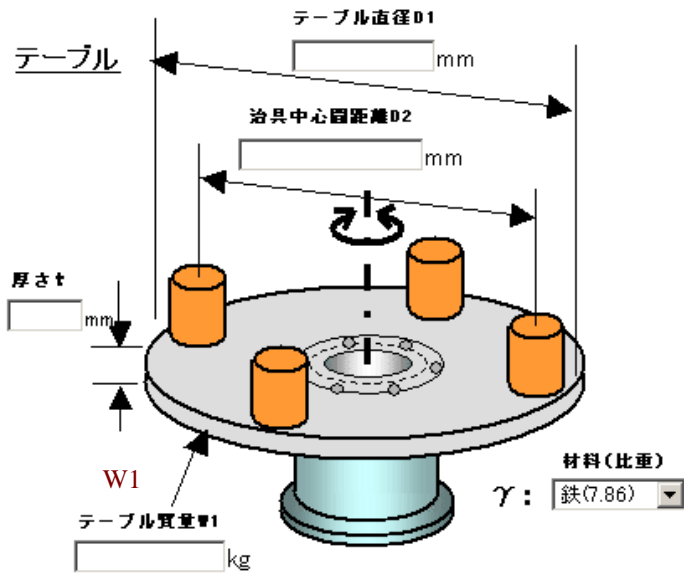 テーブル直径D1
mm
テーブル
治具中心間距離D2
mm
厚さt
mm
W1
材料(比重)
γ: 鉄(7.86)
テーブル質量W1
kg